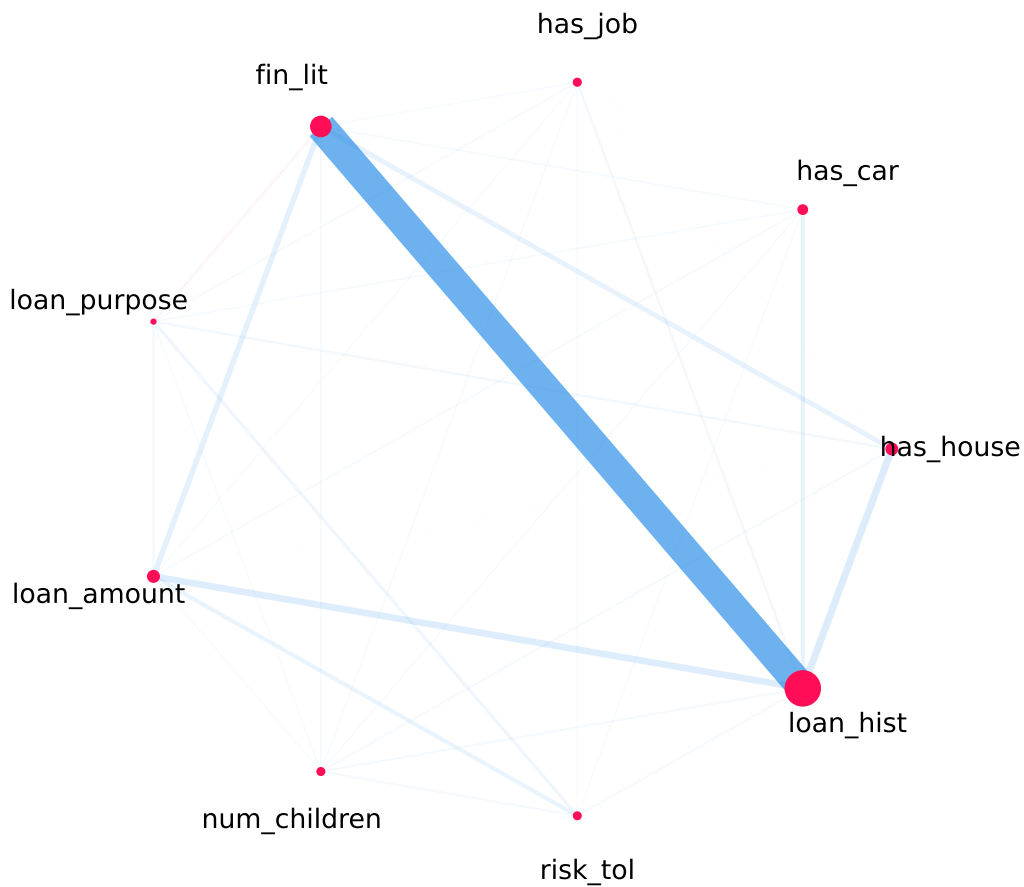 has_job
fin_lit
has_car
loan_purpose
has_house
loan_amount
loan_hist
num_children
risk_tol